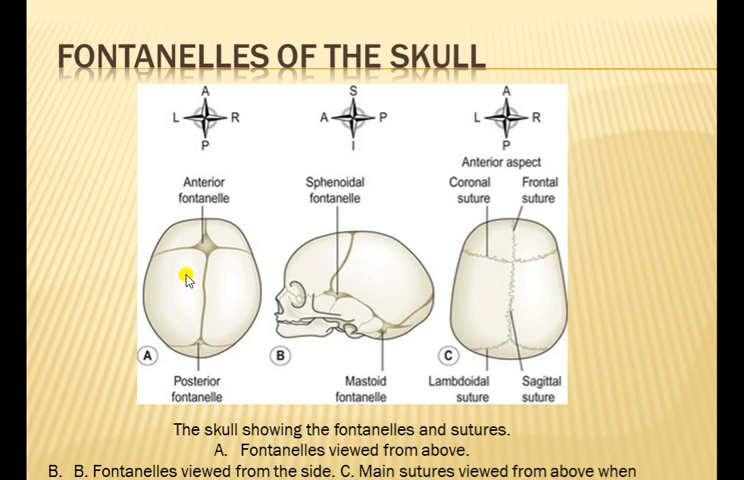 FONTANELLES OF THE SKULL
A
L R
P
S
A P
I
A
L R
P
Anterior aspect
Anterior
fontanelle
Sphenoidal
fontanelle
Coronal
suture
Frontal
suture
A
B
C
Posterior
fontanelle
Mastoid
fontanelle
Lambdoidal
suture
Sagittal
suture
The skull showing the fontanelles and sutures.
A. Fontanelles viewed from above.
B. B. Fontanelles viewed from the side. C. Main sutures viewed from above when